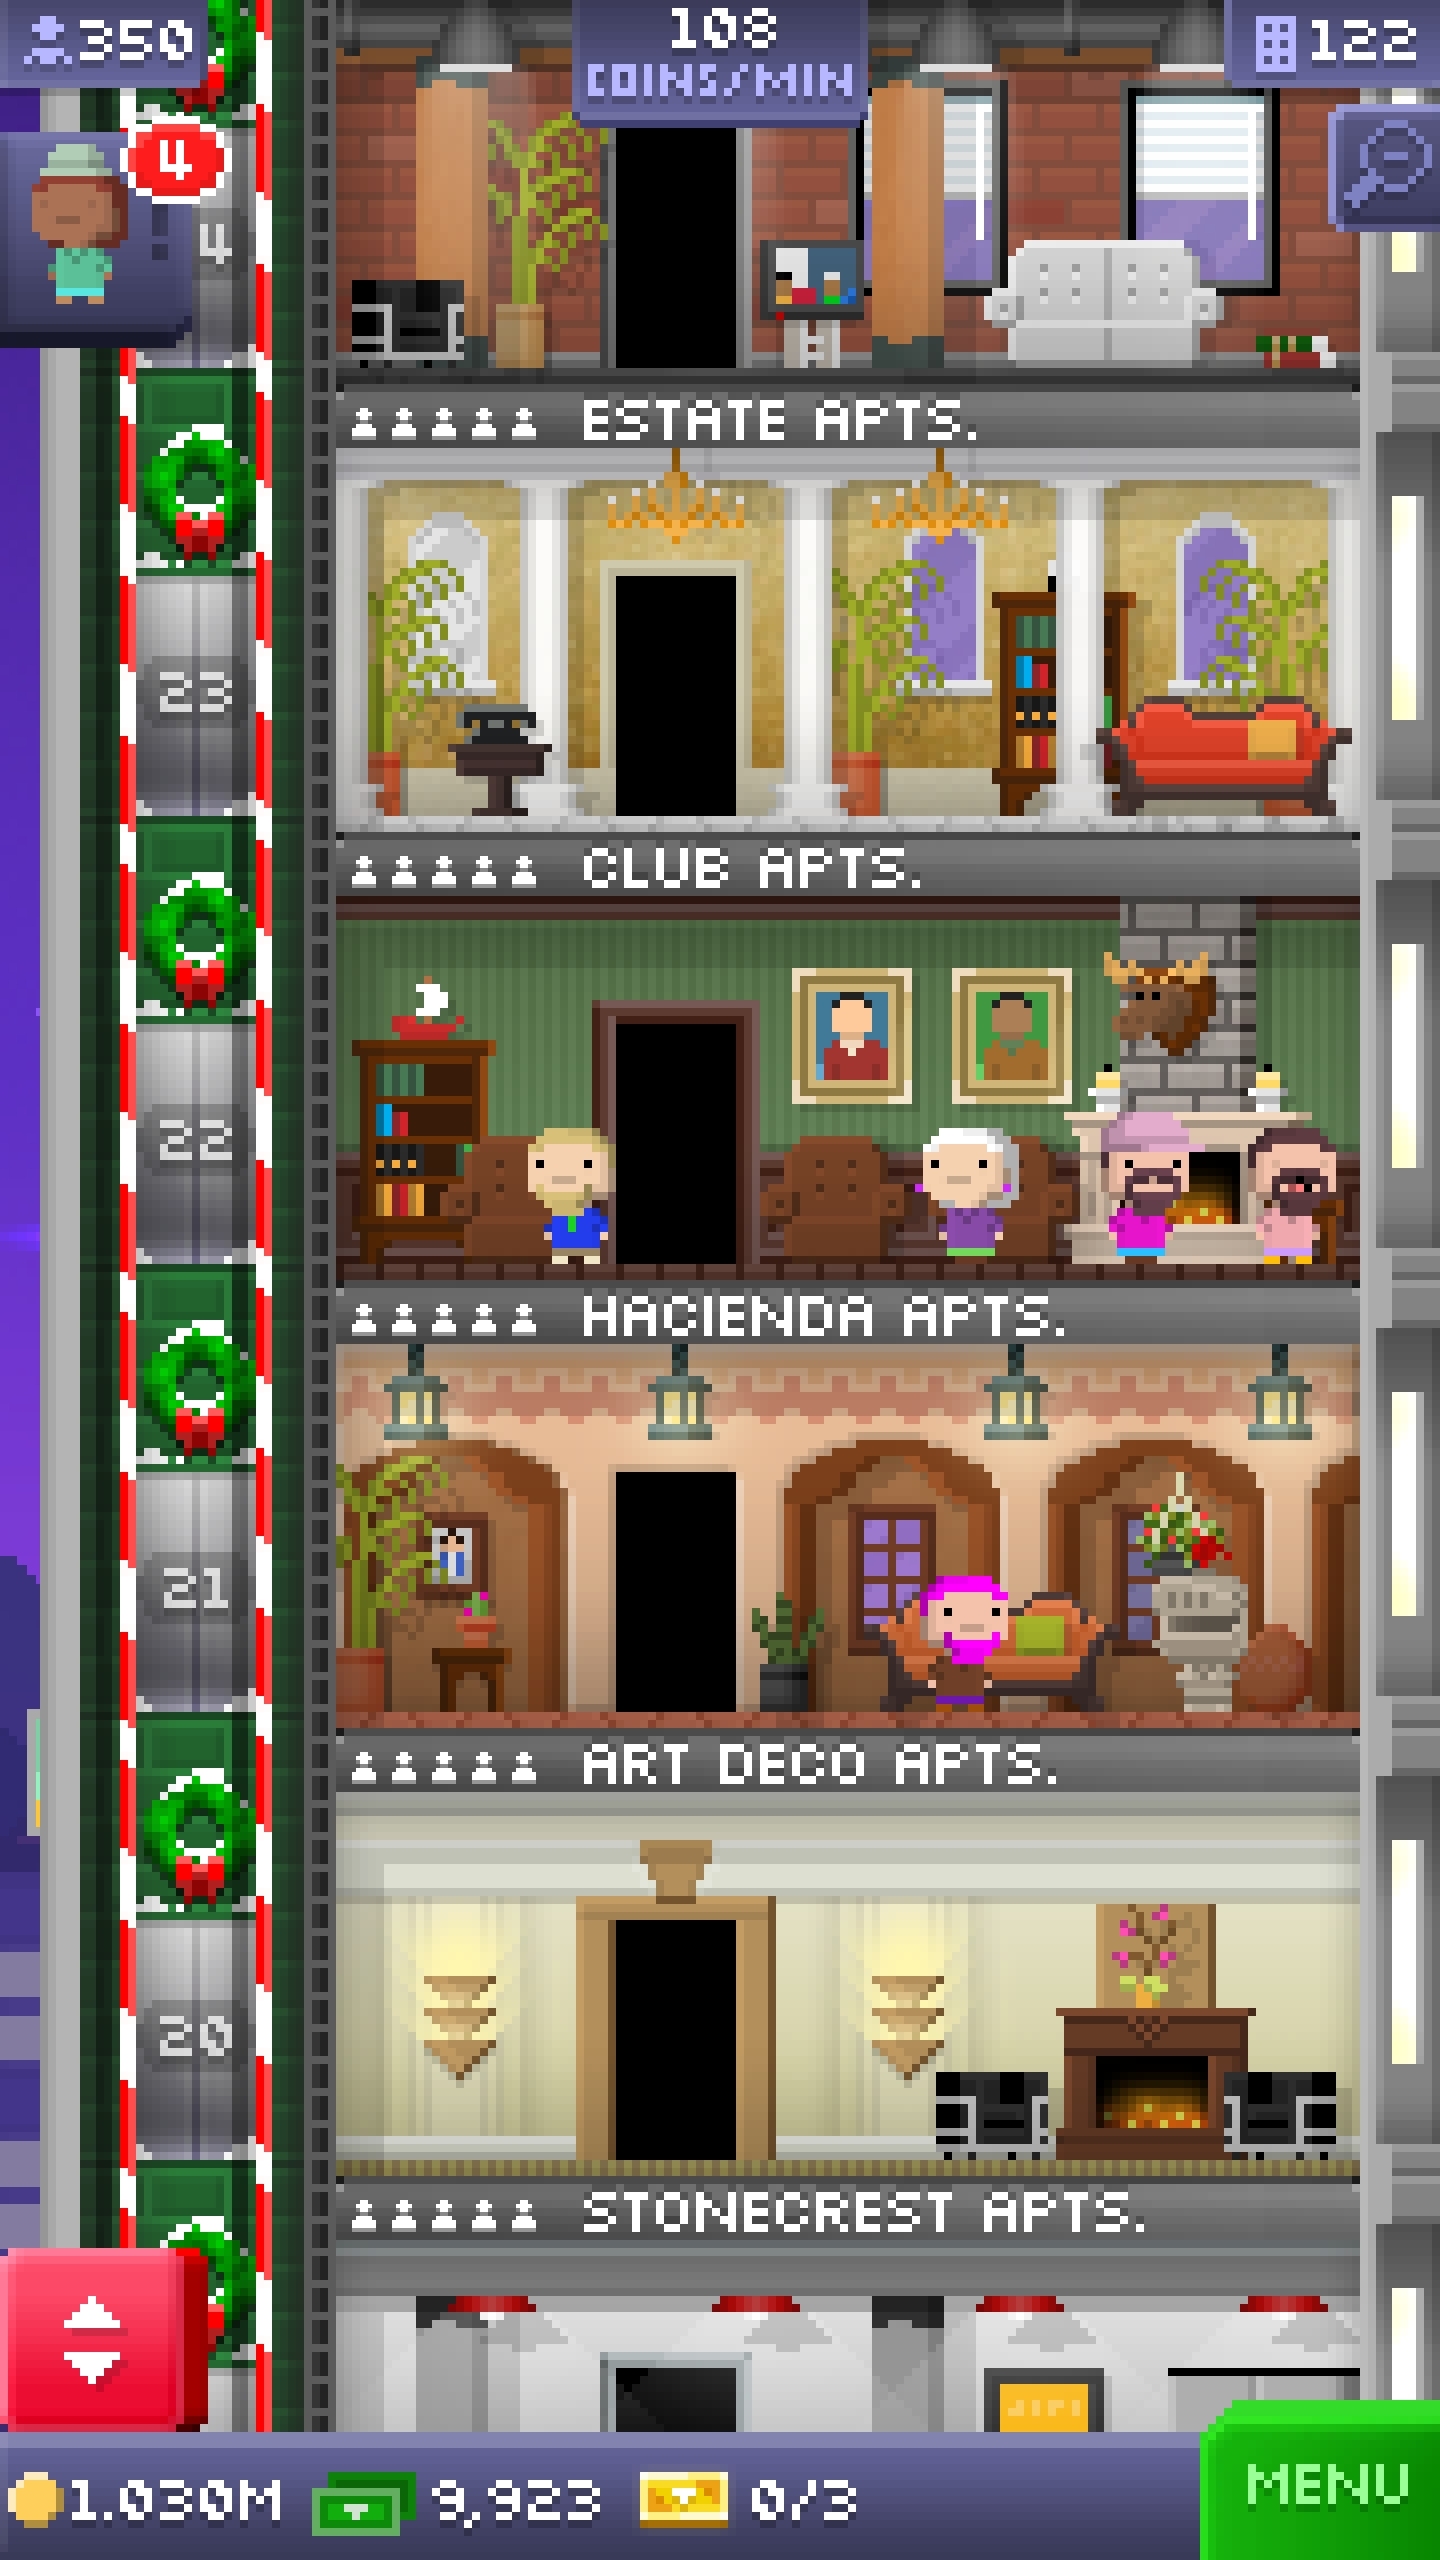 350
108
COINS/MIN
122
4
4
ESTATE APTS.
23
CLUB APTS.
22
HACIENDA APTS.
21
ART DECO APTS.
20
STONECREST APTS.
1.030M
9,923
0/3
MENU